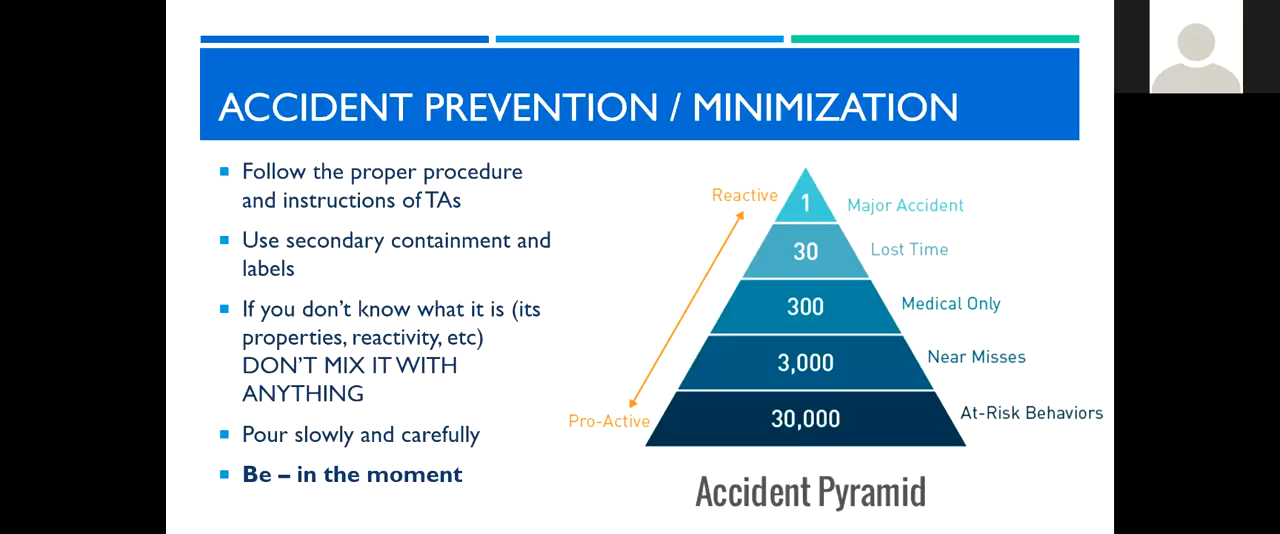 ACCIDENT PREVENTION / MINIMIZATION
Follow the proper procedure
and instructions of TAs
Use secondary containment and
labels
If you don't know what it is (its
properties, reactivity, etc)
DON'T MIX IT WITH
ANYTHING
Pour slowly and carefully
Be – in the moment
Reactive
1
Major Accident
30
Lost Time
300
Medical Only
3,000
Near Misses
Pro-Active
30,000
At-Risk Behaviors
Accident Pyramid